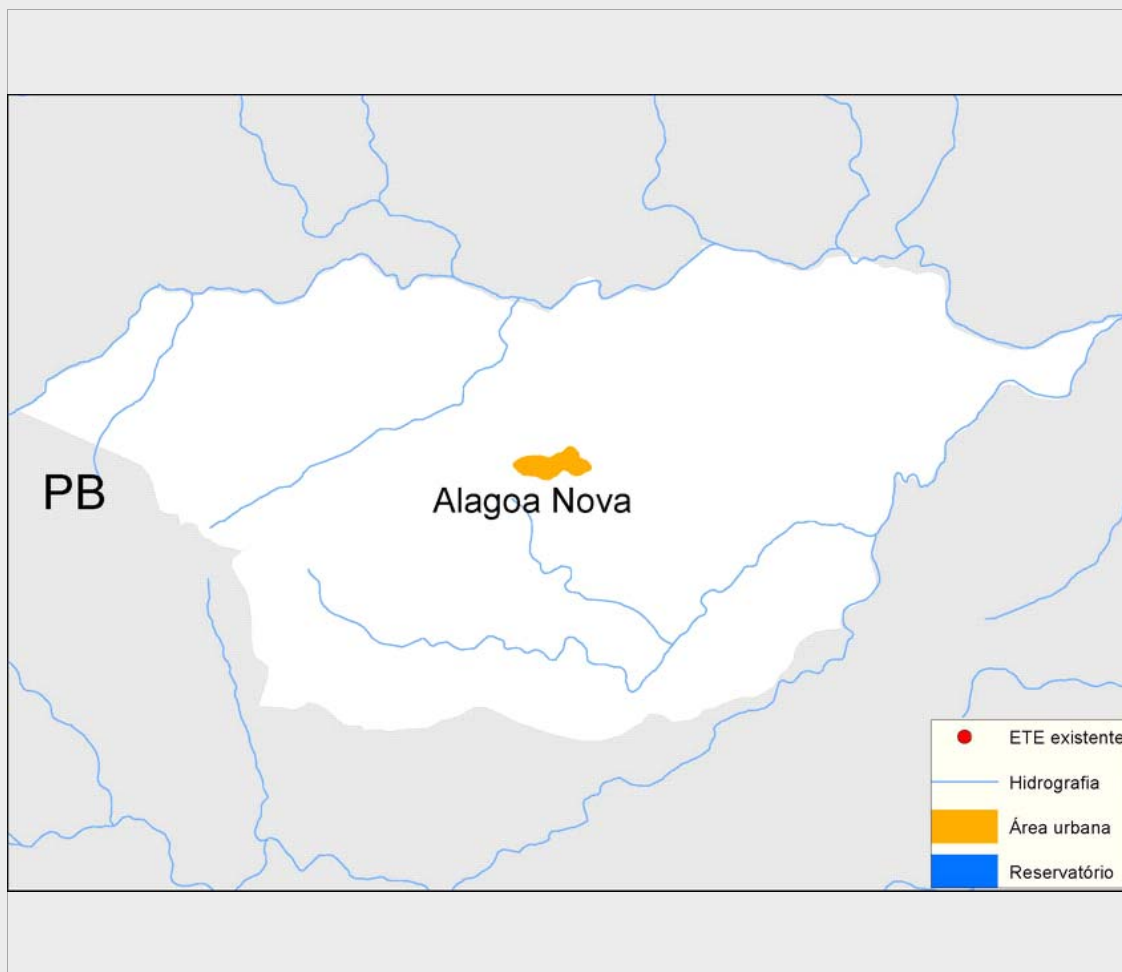 PB
Alagoa Nova
ETE existente
Hidrografia
Área urbana
Reservatório